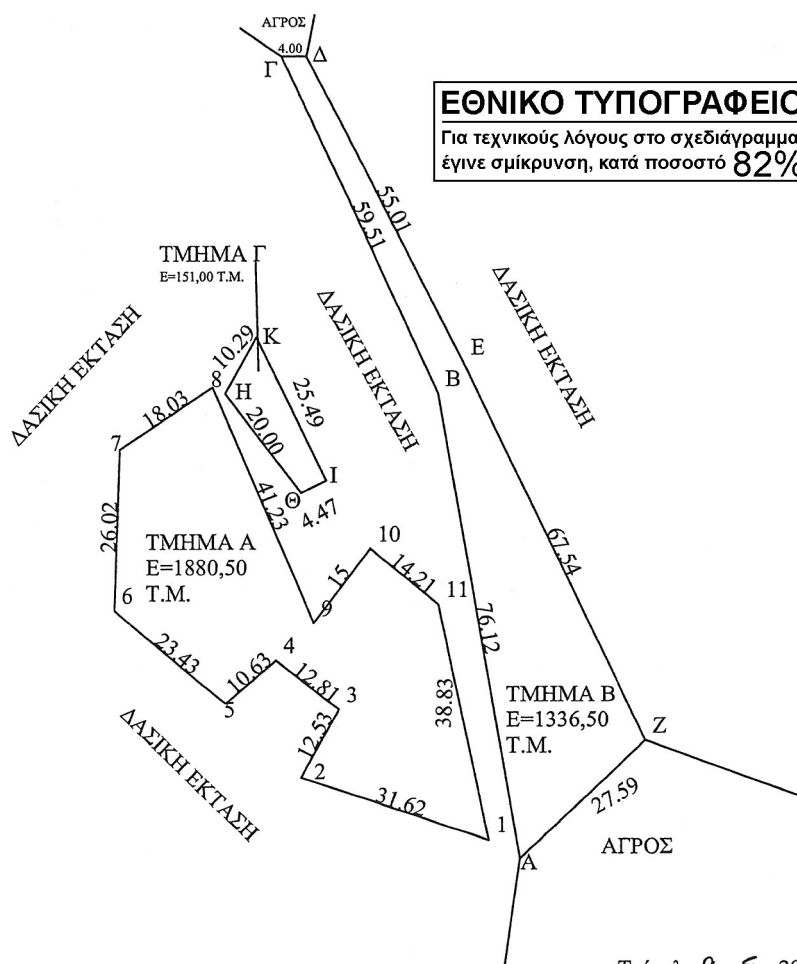 ΑΓΡΟΣ
4.00
Γ
Δ
ΕΘΝΙΚΟ ΤΥΠΟΓΡΑΦΕΙΟ
Για τεχνικούς λόγους στο σχεδιάγραμμα
έγινε σμίκρυνση, κατά ποσοστό 82%
55.01
59.51
ΤΜΗΜΑ Γ
Ε=151,00 Τ.Μ.
ΔΑΣΙΚΗ ΕΚΤΑΣΗ
ΔΑΣΙΚΗ ΕΚΤΑΣΗ
ΔΑΣΙΚΗ ΕΚΤΑΣΗ
10.29
Κ
Ε
Β
8
Η
25.49
18.03
20.00
7
Ι
Θ
4.47
41.23
26.02
ΤΜΗΜΑ Α
Ε=1880,50
Τ.Μ.
10
14.21
67.54
15
11
6
9
76.12
23.43
4
10.63
12.81
3
5
38.83
12.53
ΤΜΗΜΑ Β
Ε=1336,50
Τ.Μ.
Ζ
ΔΑΣΙΚΗ ΕΚΤΑΣΗ
2
31.62
27.59
1
Α
ΑΓΡΟΣ